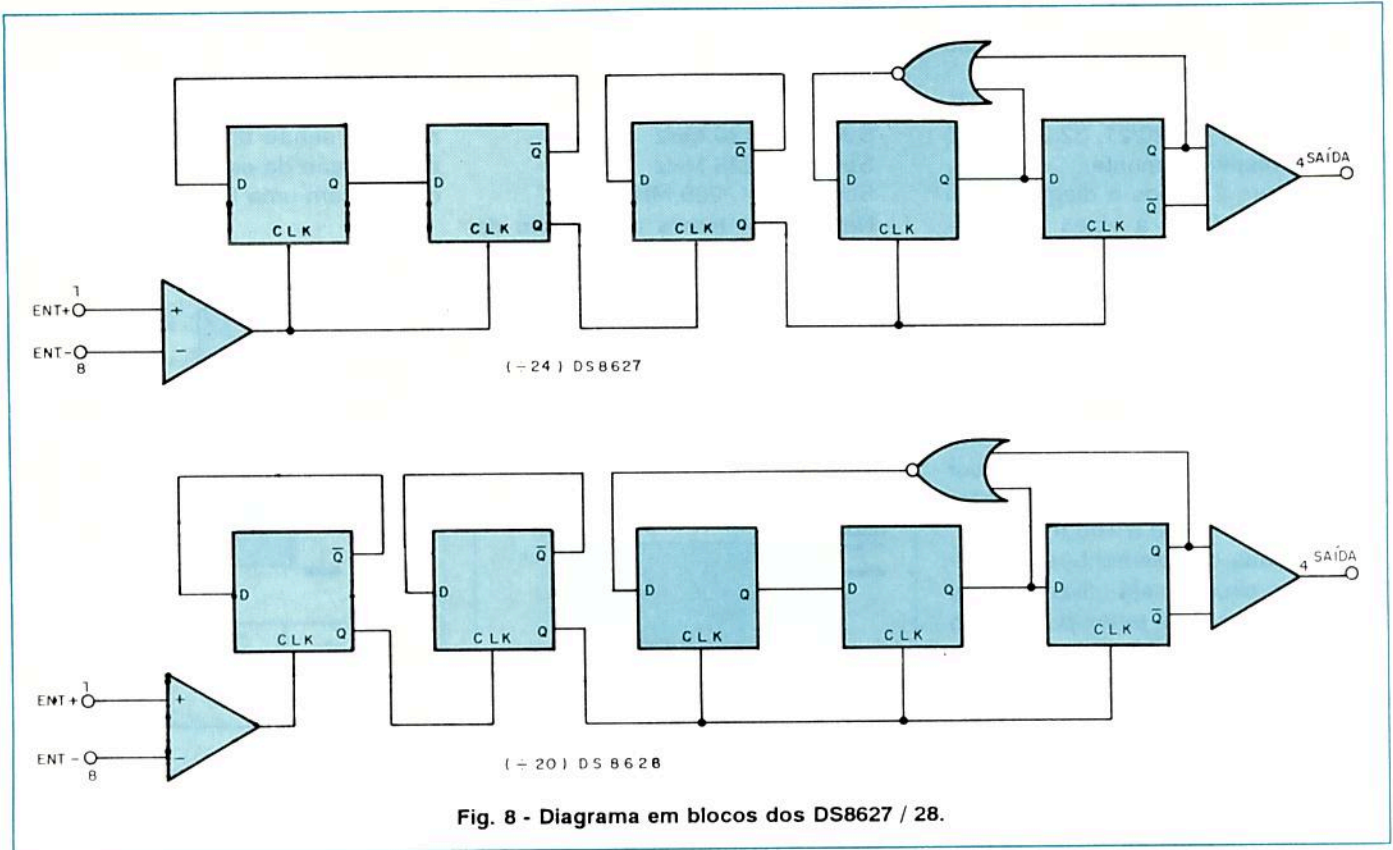 D
Q
CLK
D
Q̅
Q
CLK
D
Q̅
Q
CLK
D
Q
CLK
D
Q
Q̅
CLK
4 SAÍDA
1
ENT+
+
ENT-
-
8
(÷24) DS8627
D
Q̅
Q
CLK
D
Q̅
Q
CLK
D
Q
CLK
D
Q
CLK
D
Q
Q̅
CLK
4 SAÍDA
1
ENT+
+
ENT -
-
8
(÷20) DS8628
Fig. 8 - Diagrama em blocos dos DS8627 / 28.